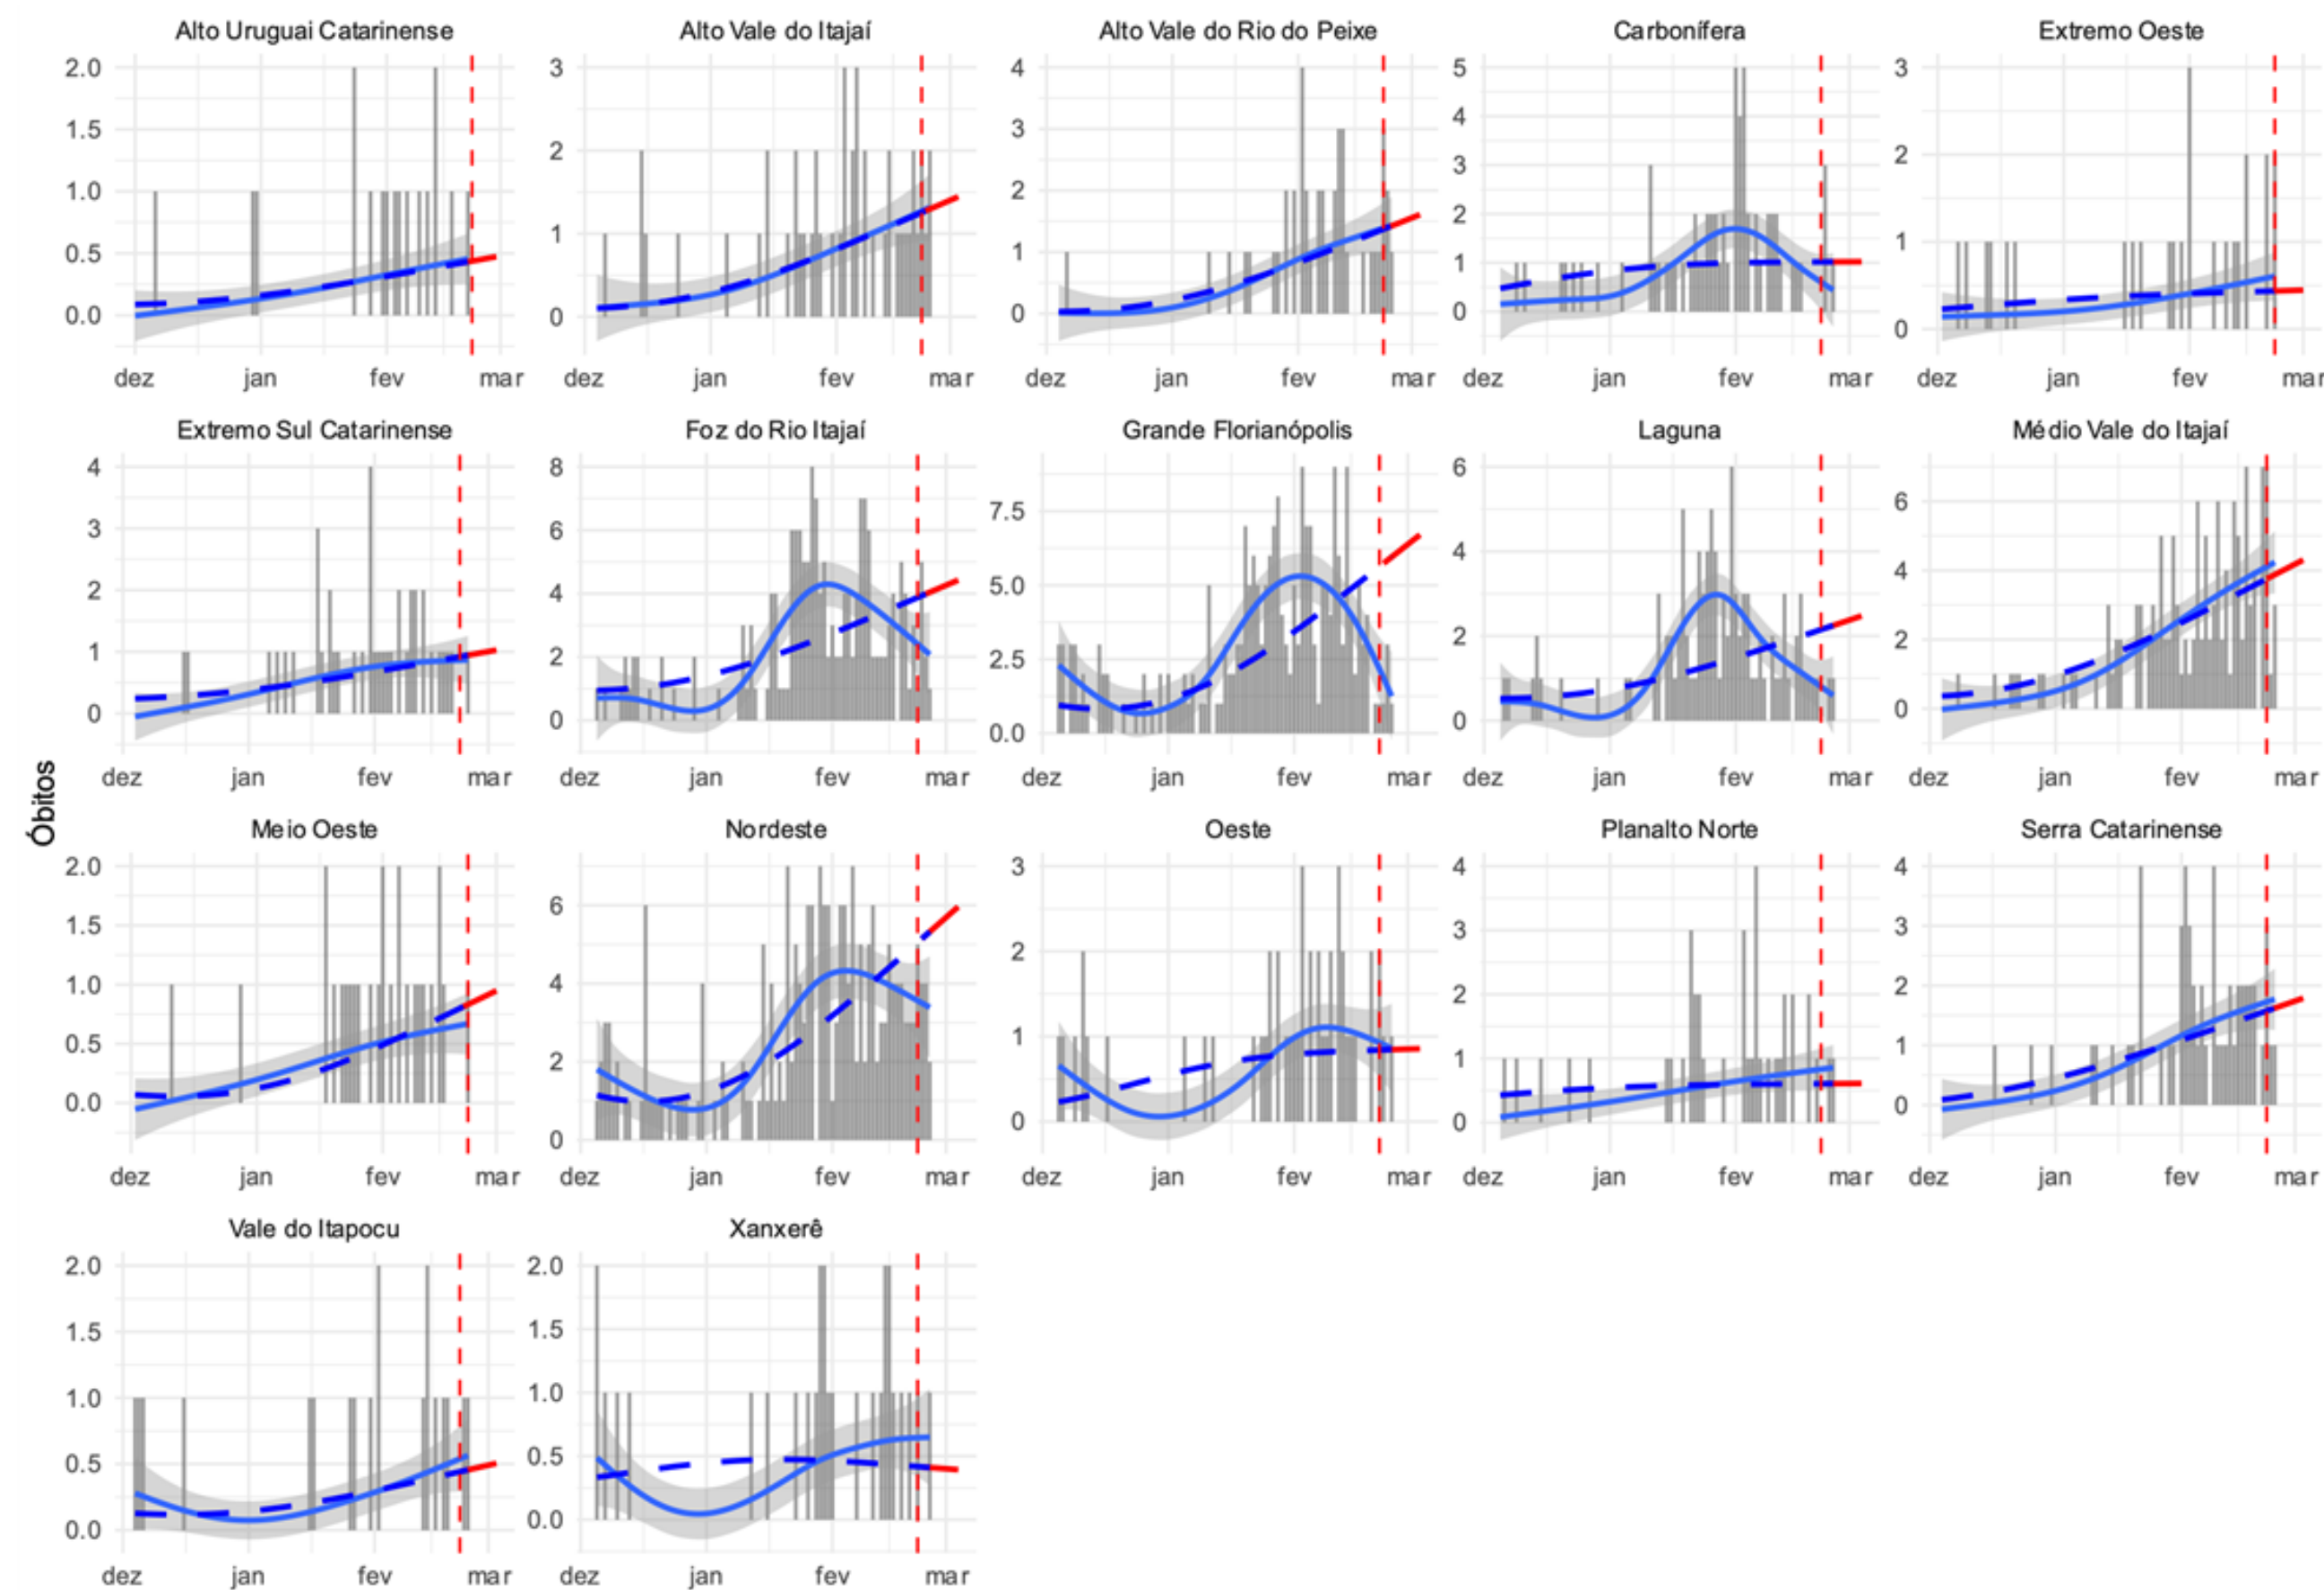 Óbitos
Alto Uruguai Catarinense
2.0
1.5
1.0
0.5
0.0
dez jan fev mar
Alto Vale do Itajaí
3
2
1
0
dez jan fev mar
Alto Vale do Rio do Peixe
4
3
2
1
0
dez jan fev mar
Carbonífera
5
4
3
2
1
0
dez jan fev mar
Extremo Oeste
3
2
1
0
dez jan fev mar
Extremo Sul Catarinense
4
3
2
1
0
dez jan fev mar
Foz do Rio Itajaí
8
6
4
2
0
dez jan fev mar
Grande Florianópolis
7.5
5.0
2.5
0.0
dez jan fev mar
Laguna
6
4
2
0
dez jan fev mar
Médio Vale do Itajaí
6
4
2
0
dez jan fev mar
Meio Oeste
2.0
1.5
1.0
0.5
0.0
dez jan fev mar
Nordeste
6
4
2
0
dez jan fev mar
Oeste
3
2
1
0
dez jan fev mar
Planalto Norte
4
3
2
1
0
dez jan fev mar
Serra Catarinense
4
3
2
1
0
dez jan fev mar
Vale do Itapocu
2.0
1.5
1.0
0.5
0.0
dez jan fev mar
Xanxerê
2.0
1.5
1.0
0.5
0.0
dez jan fev mar